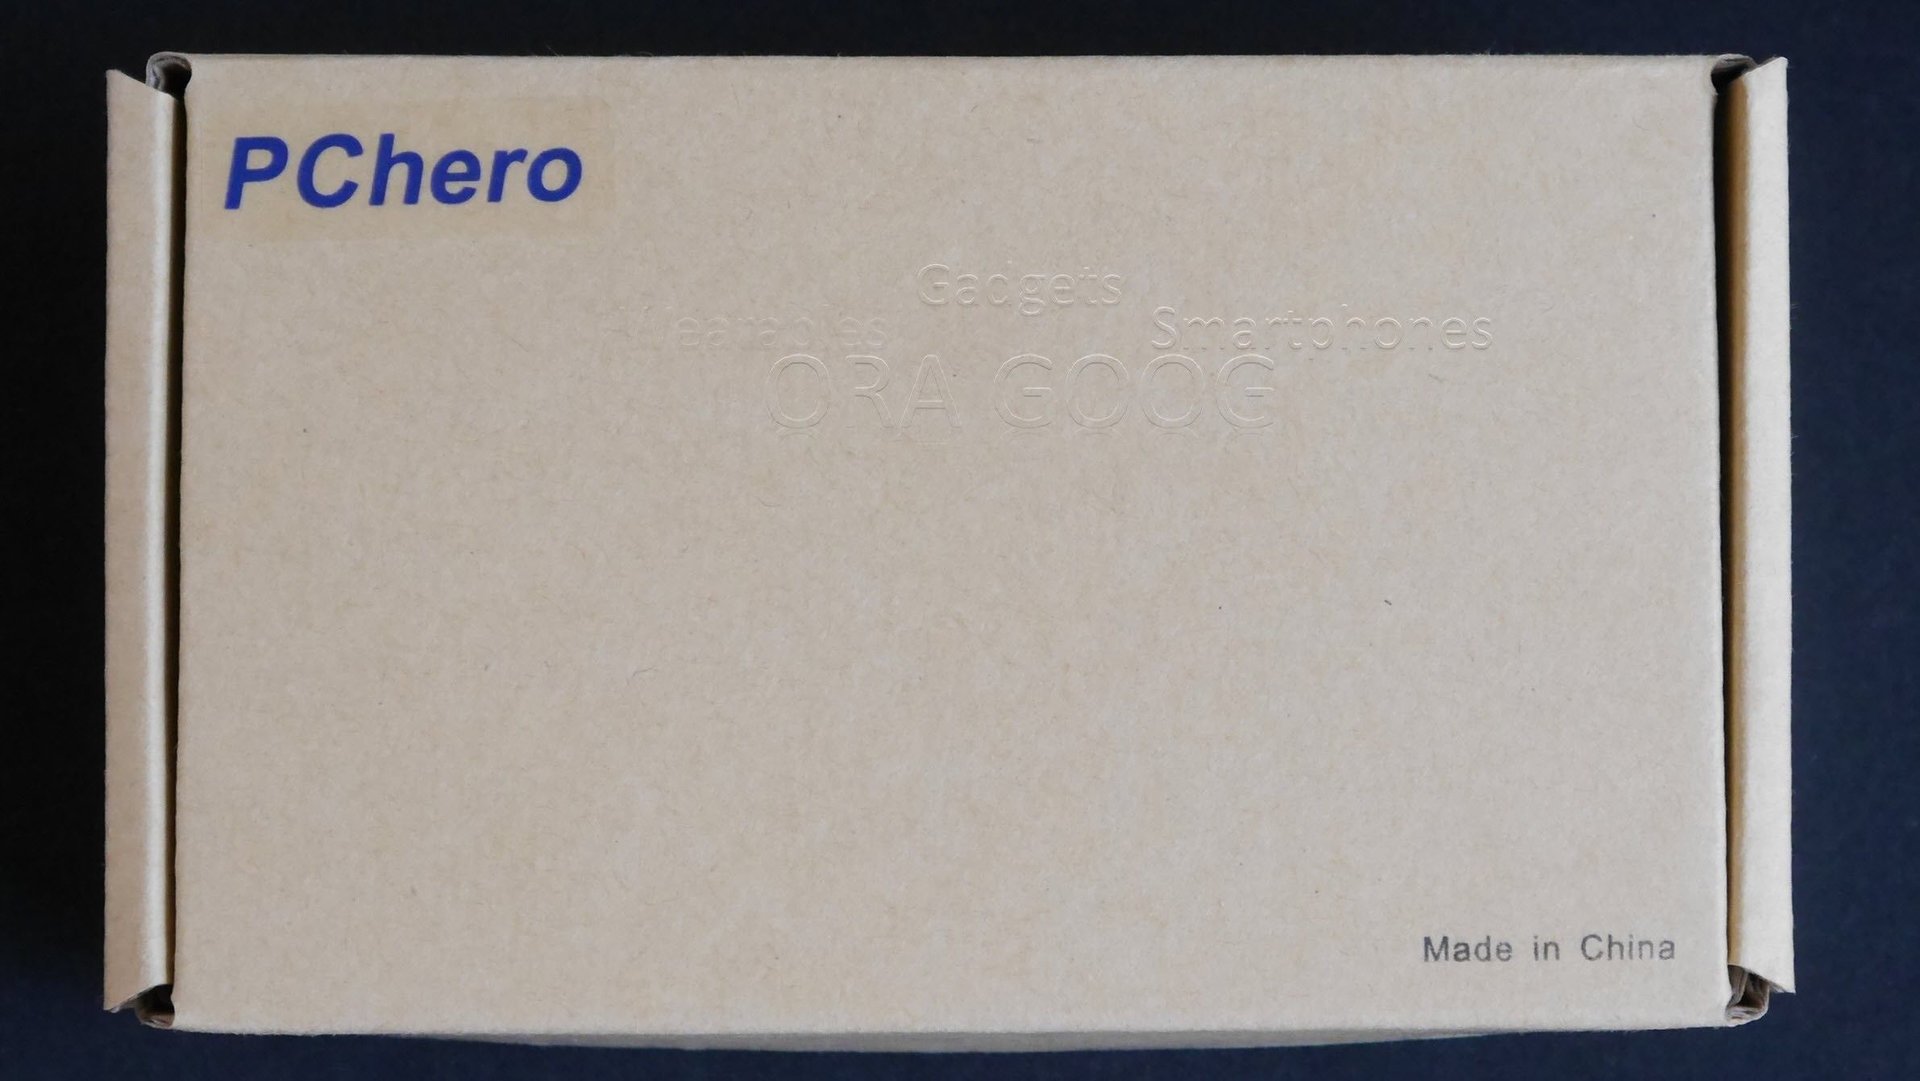 PChero
Gadgets
Wearables Smartphones
ORA GOOG
Made in China